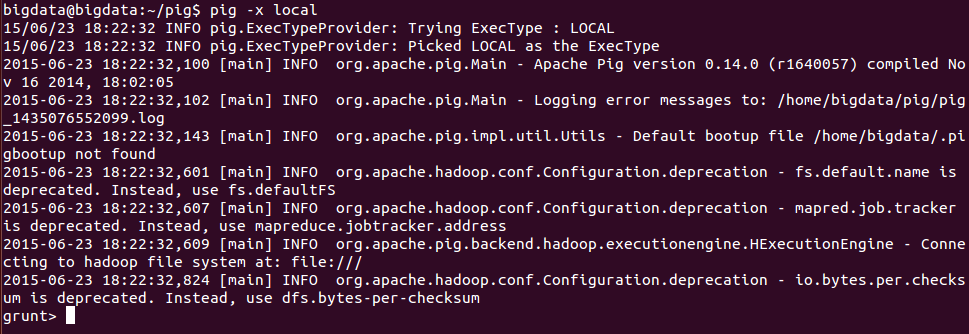 bigdata@bigdata:~/pig$ pig -x local
15/06/23 18:22:32 INFO pig.ExecTypeProvider: Trying ExecType : LOCAL
15/06/23 18:22:32 INFO pig.ExecTypeProvider: Picked LOCAL as the ExecType
2015-06-23 18:22:32,100 [main] INFO  org.apache.pig.Main - Apache Pig version 0.14.0 (r1640057) compiled No
v 16 2014, 18:02:05
2015-06-23 18:22:32,102 [main] INFO  org.apache.pig.Main - Logging error messages to: /home/bigdata/pig/pig
_1435076552099.log
2015-06-23 18:22:32,143 [main] INFO  org.apache.pig.impl.util.Utils - Default bootup file /home/bigdata/.pi
gbootup not found
2015-06-23 18:22:32,601 [main] INFO  org.apache.hadoop.conf.Configuration.deprecation - fs.default.name is
deprecated. Instead, use fs.defaultFS
2015-06-23 18:22:32,607 [main] INFO  org.apache.hadoop.conf.Configuration.deprecation - mapred.job.tracker
is deprecated. Instead, use mapreduce.jobtracker.address
2015-06-23 18:22:32,609 [main] INFO  org.apache.pig.backend.hadoop.executionengine.HExecutionEngine - Conne
cting to hadoop file system at: file:///
2015-06-23 18:22:32,824 [main] INFO  org.apache.hadoop.conf.Configuration.deprecation - io.bytes.per.checks
um is deprecated. Instead, use dfs.bytes-per-checksum
grunt>